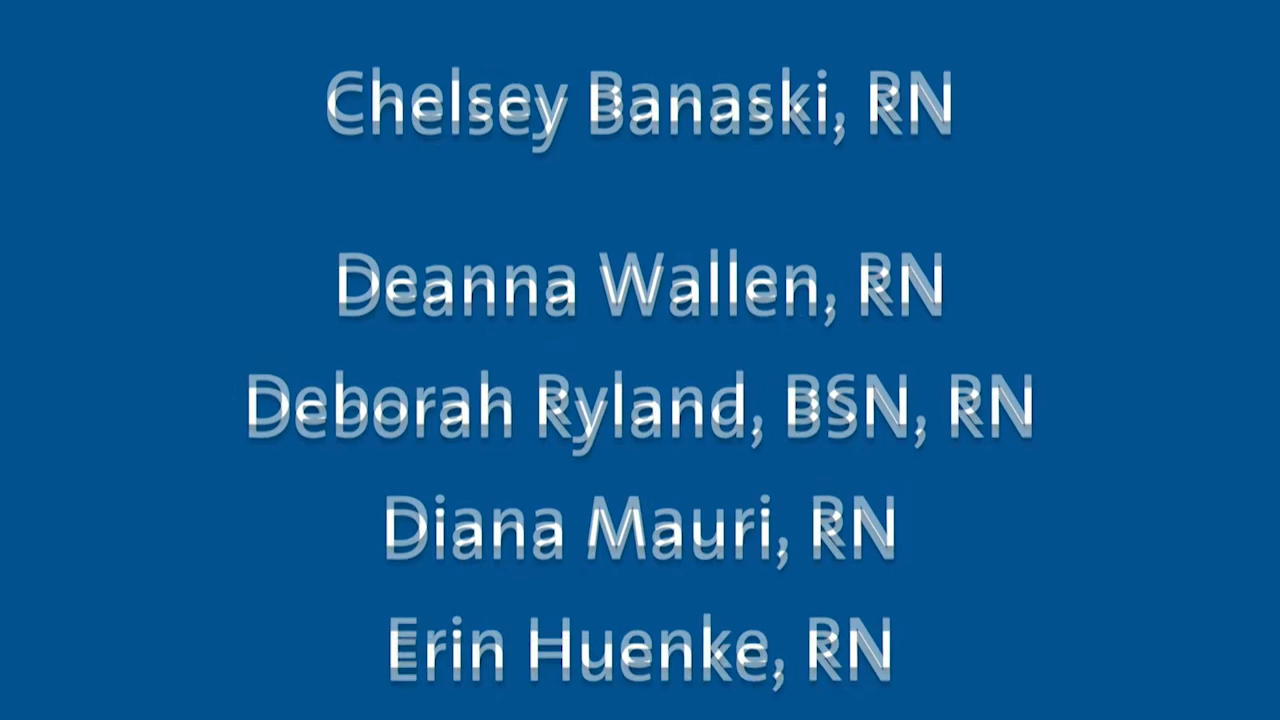 Chelsey Banaski, RN
Deanna Wallen, RN
Deborah Ryland, BSN, RN
Diana Mauri, RN
Erin Huenke, RN